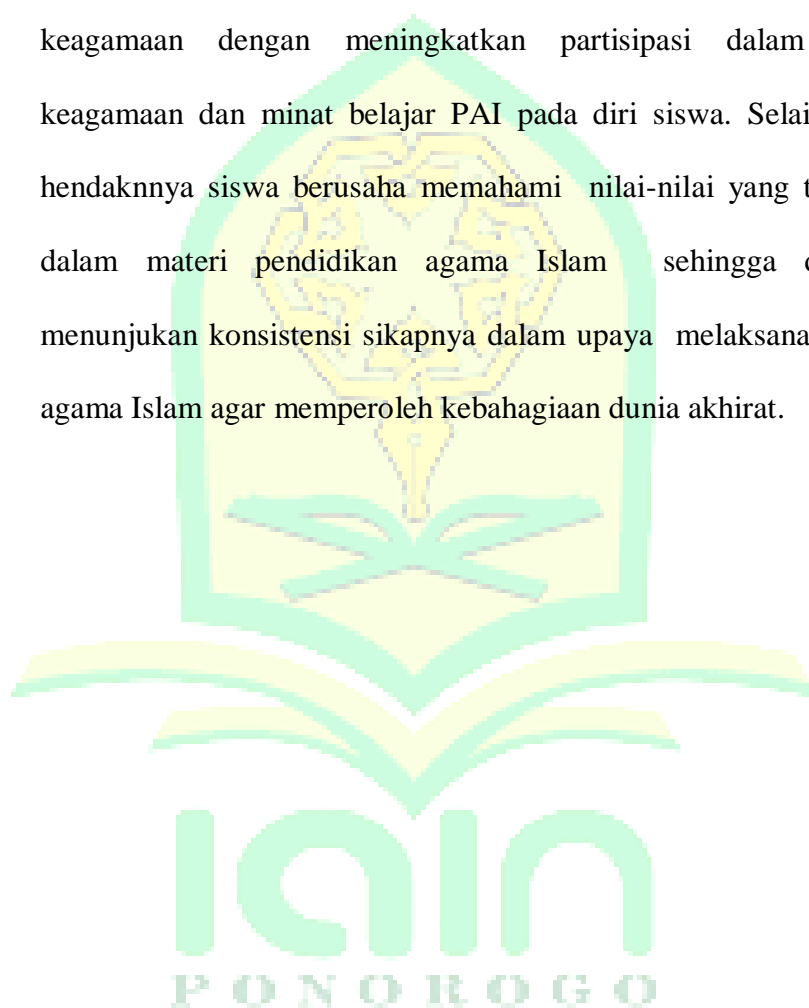 keagamaan dengan meningkatkan partisipasi dalam
keagamaan dan minat belajar PAI pada diri siswa.
hendaknnya siswa berusaha memahami nilai-nilai yang
dalam materi pendidikan agama Islam sehingga
menunjukan konsistensi sikapnya dalam upaya
agama Islam agar memperoleh kebahagiaan dunia akhirat.
iain
PONOROGO